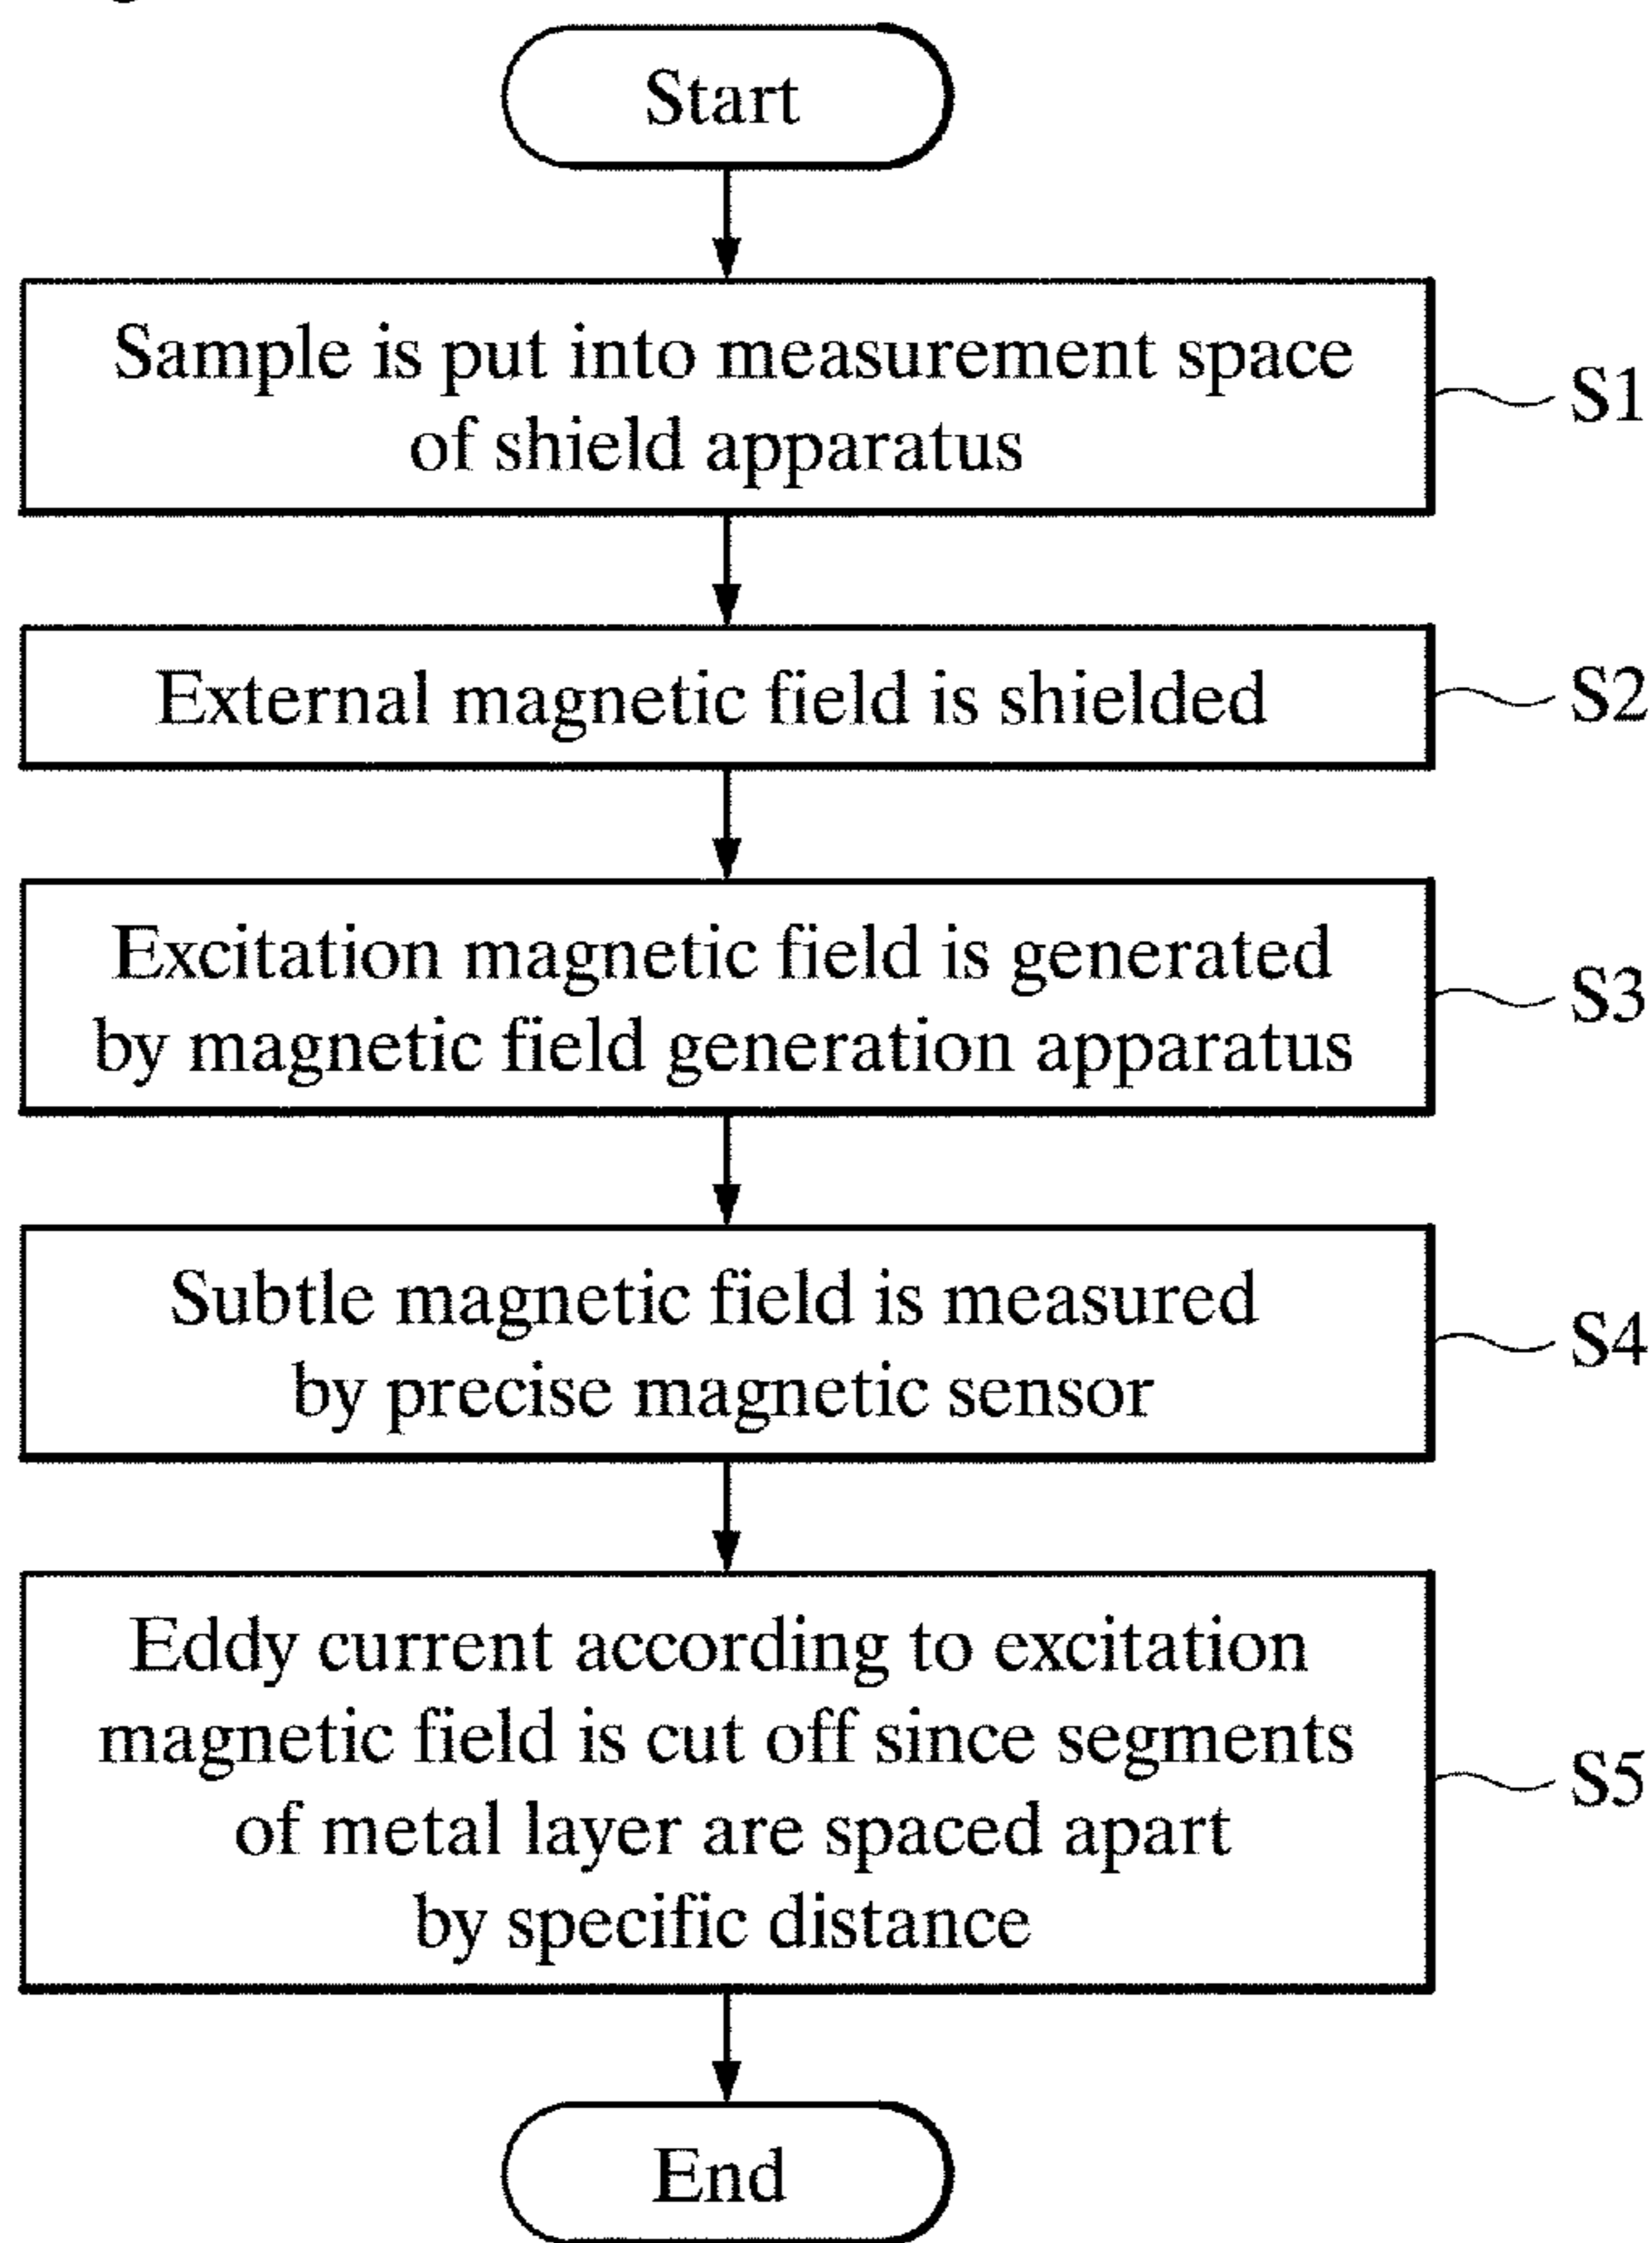 Start
Sample is put into measurement space
of shield apparatus
S1
External magnetic field is shielded
S2
Excitation magnetic field is generated
by magnetic field generation apparatus
S3
Subtle magnetic field is measured
by precise magnetic sensor
S4
Eddy current according to excitation
magnetic field is cut off since segments
of metal layer are spaced apart
by specific distance
S5
End